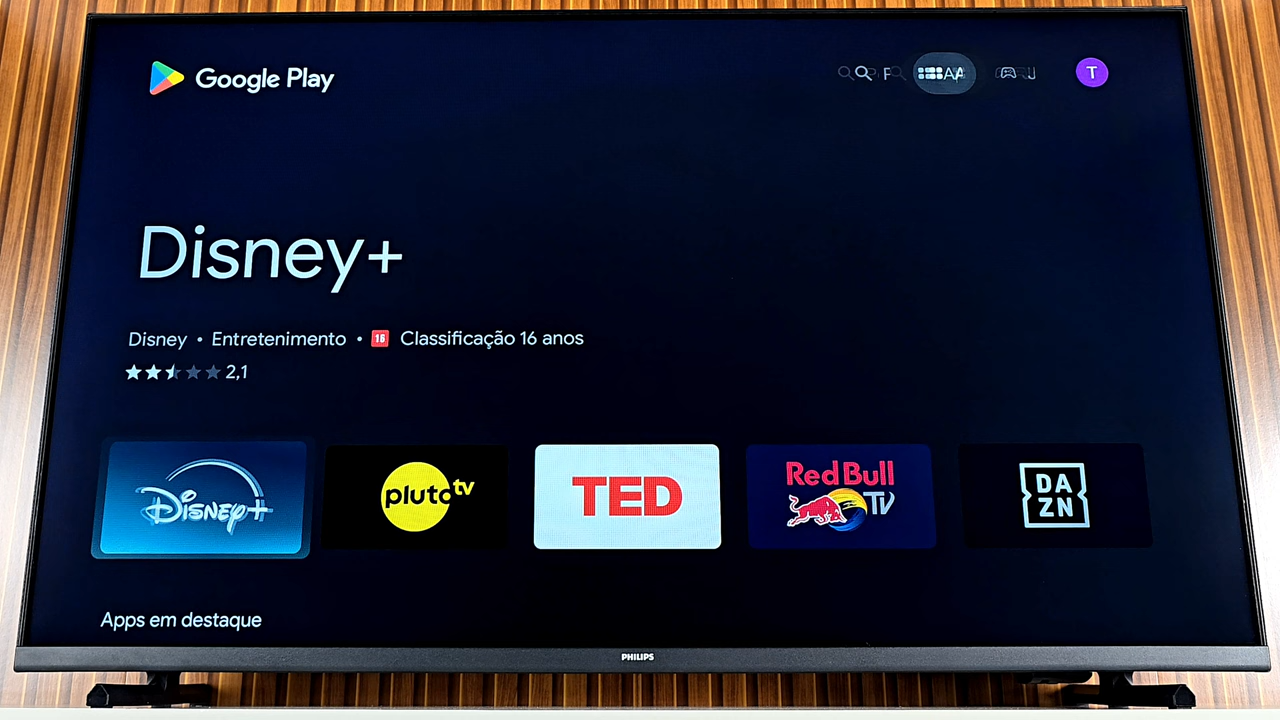 Google Play
T
Disney+
Disney • Entretenimento • 16 Classificação 16 anos
2,1
Disney+
pluto tv
TED
Red Bull
TV
DA
ZN
Apps em destaque
PHILIPS